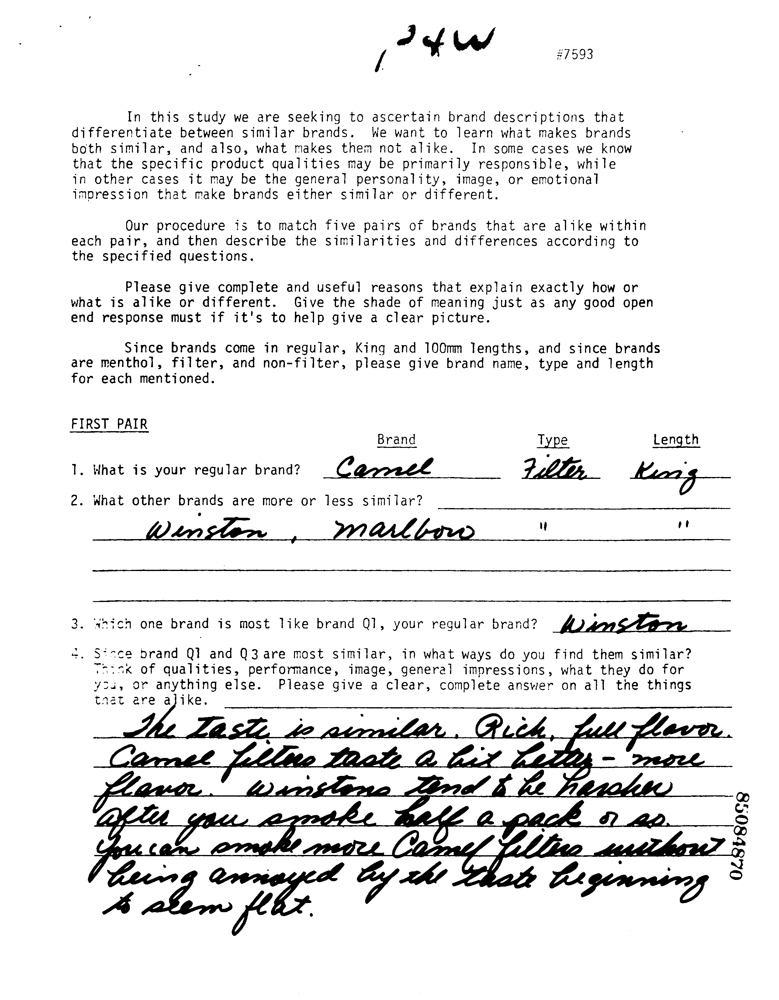 24W
#7593
In this study we are seeking to ascertain brand descriptions that
differentiate between similar brands. We want to learn what makes brands
both similar, and also, what makes them not alike. In some cases we know
that the specific product qualities may be primarily responsible, while
in other cases it may be the general personality, image, or emotional
impression that make brands either similar or different.
Our procedure is to match five pairs of brands that are alike within
each pair, and then describe the similarities and differences according to
the specified questions.
Please give complete and useful reasons that explain exactly how or
what is alike or different. Give the shade of meaning just as any good open
end response must if it's to help give a clear picture.
Since brands come in regular, King and 100mm lengths, and since brands
are menthol, filter, and non-filter, please give brand name, type and length
for each mentioned.
FIRST PAIR
Brand Type Length
1. What is your regular brand? Camel Filter King
2. What other brands are more or less similar?
Winston, Marlboro " "
3. Which one brand is most like brand Q1, your regular brand? Winston
4. Since brand Q1 and Q3 are most similar, in what ways do you find them similar?
Think of qualities, performance, image, general impressions, what they do for
you, or anything else. Please give a clear, complete answer on all the things
that are alike.
The taste is similar. Rich, full flavor.
Camel filters taste a bit better - more
flavor. Winstons tend to be harsher
after you smoke half a pack or so.
You can smoke more Camel filters without
being annoyed by the taste beginning
to seem flat.
85084870